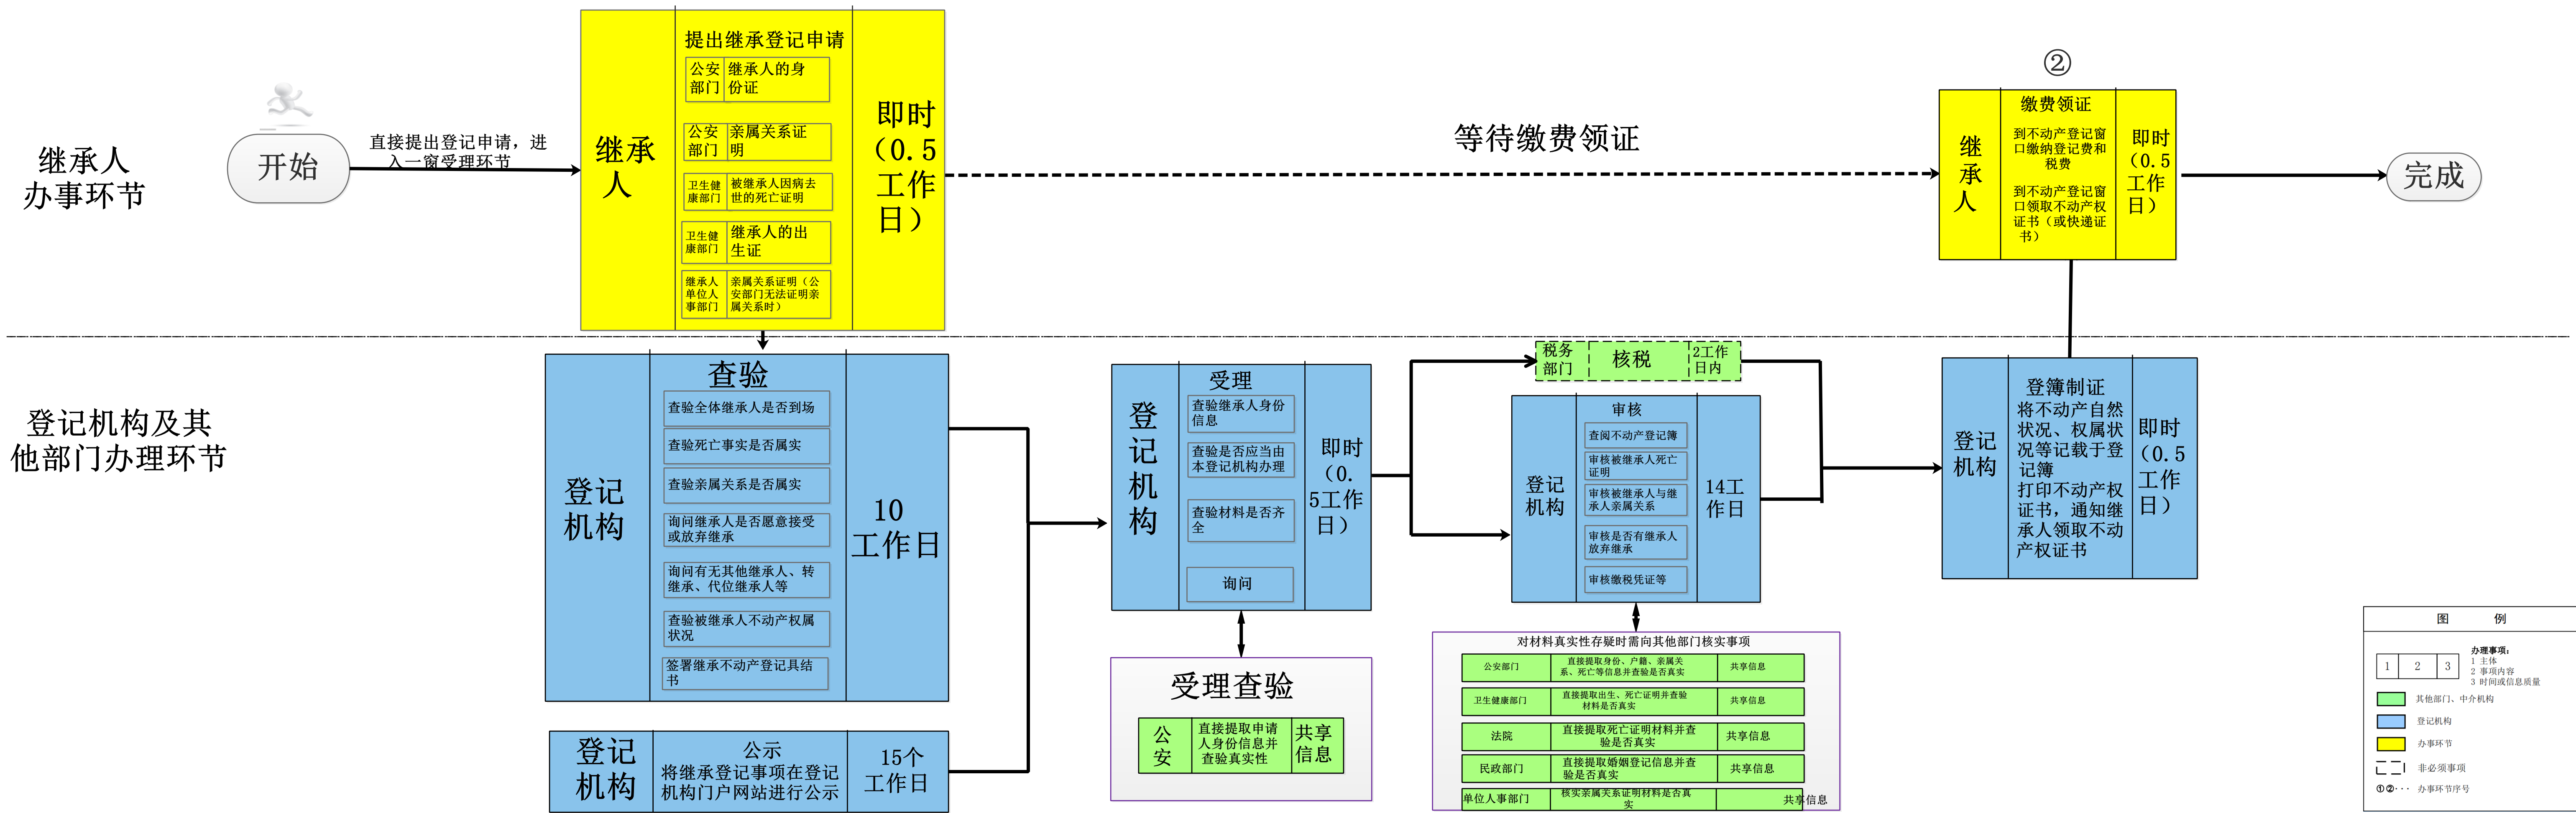 继承人
办事环节
开始
直接提出登记申请，进
入一窗受理环节
继承
人
提出继承登记申请
公安
部门
继承人的身
份证
公安
部门
亲属关系证
明
卫生健
康部门
被继承人因病去
世的死亡证明
卫生健
康部门
继承人的出
生证
继承人
单位人
事部门
亲属关系证明（公
安部门无法证明亲
属关系时）
即时
（0.5
工作
日）
等待缴费领证
②
继
承
人
缴费领证
到不动产登记窗
口缴纳登记费和
税费
到不动产登记窗
口领取不动产权
证书（或快递证
书）
即时
（0.5
工作
日）
完成
登记机构及其
他部门办理环节
登记
机构
查验
查验全体继承人是否到场
查验死亡事实是否属实
查验亲属关系是否属实
询问继承人是否愿意接受
或放弃继承
询问有无其他继承人、转
继承、代位继承人等
查验被继承人不动产权属
状况
签署继承不动产登记具结
书
10
工作日
登记
机构
公示
将继承登记事项在登记
机构门户网站进行公示
15个
工作日
登
记
机
构
受理
查验继承人身份
信息
查验是否应当由
本登记机构办理
查验材料是否齐
全
询问
即时
（0.
5工作
日）
受理查验
公
安
直接提取申请
人身份信息并
查验真实性
共享
信息
税务
部门
核税
2工作
日内
登记
机构
审核
查阅不动产登记簿
审核被继承人死亡
证明
审核被继承人与继
承人亲属关系
审核是否有继承人
放弃继承
审核缴税凭证等
14工
作日
对材料真实性存疑时需向其他部门核实事项
公安部门
直接提取身份、户籍、亲属关
系、死亡等信息并查验是否真实
共享信息
卫生健康部门
直接提取出生、死亡证明并查验
材料是否真实
共享信息
法院
直接提取死亡证明材料并查
验是否真实
共享信息
民政部门
直接提取婚姻登记信息并查
验是否真实
共享信息
单位人事部门
核实亲属关系证明材料是否真
实
共享信息
登记
机构
登簿制证
将不动产自然
状况、权属状
况等记载于登
记簿
打印不动产权
证书，通知继
承人领取不动
产权证书
即时
（0.5
工作
日）
图 例
1 2 3
办理事项：
1 主体
2 事项内容
3 时间或信息质量
其他部门、中介机构
登记机构
办事环节
非必须事项
①②··· 办事环节序号